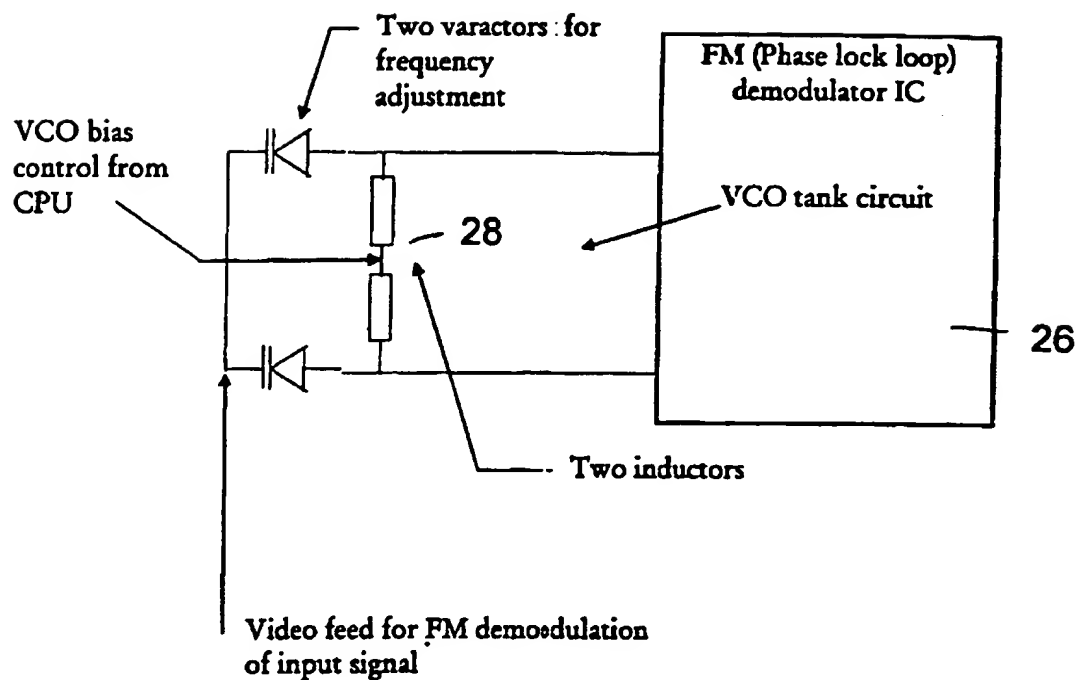 Two varactors : for
frequency
adjustment
FM (Phase lock loop)
demodulator IC
VCO bias
control from
CPU
VCO tank circuit
28
26
Two inductors
Video feed for FM demodulation
of input signal